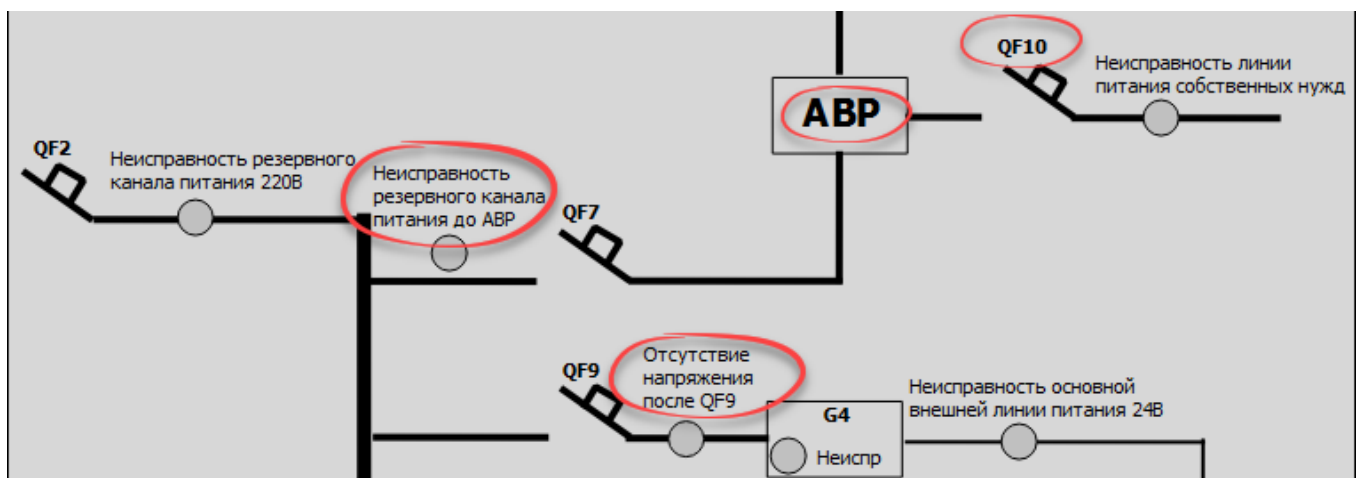 QF10
Неисправность линии
питания собственных нужд
АВР
QF2
Неисправность резервного
канала питания 220В
Неисправность
резервного канала
питания до АВР
QF7
QF9
Отсутствие
напряжения
после QF9
G4
Неиспр
Неисправность основной
внешней линии питания 24В